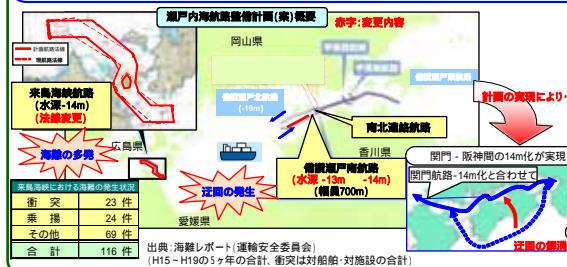 瀬戸内海航路整備計画(案)概要
赤字:変更内容
岡山県
計画航路法線
現航路法線
備讃瀬戸北航路
(-19m)
来島海峡航路
(水深-14m)
(法線変更)
計画の実現により・
南北連絡航路
広島県
海難の多発
香川県
関門 - 阪神間の14m化が実現
備讃瀬戸南航路
(水深 -13m -14m)
(幅員700m)
関門航路-14m化と合わせて
迂回の発生
来島海峡における海難の発生状況
衝 突 23 件
乗 揚 24 件
その他 69 件
合 計 116 件
愛媛県
迂回の解消
出典:海難レポート(運輸安全委員会)
(H15~H19の5ヶ年の合計、衝突は対船舶・対施設の合計)